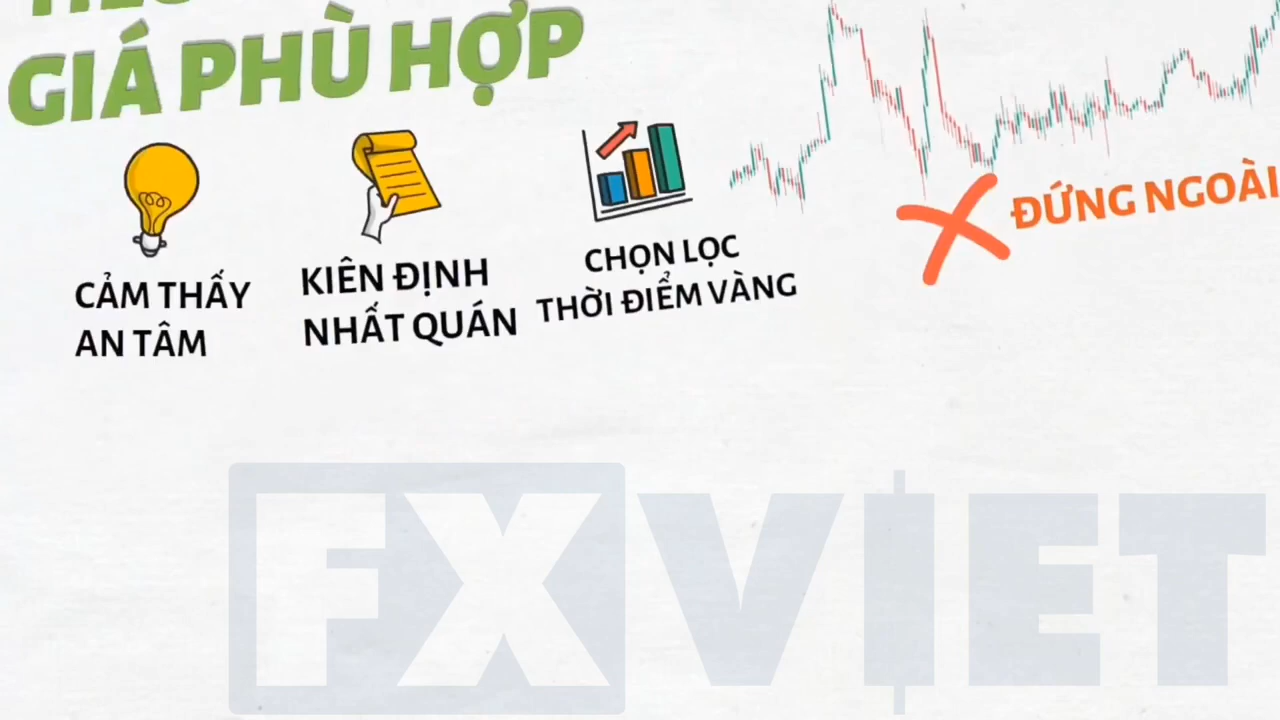 GIÁ PHÙ HỢP
CẢM THẤY
AN TÂM
KIÊN ĐỊNH
NHẤT QUÁN
CHỌN LỌC
THỜI ĐIỂM VÀNG
ĐỨNG NGOÀI
FXVIET